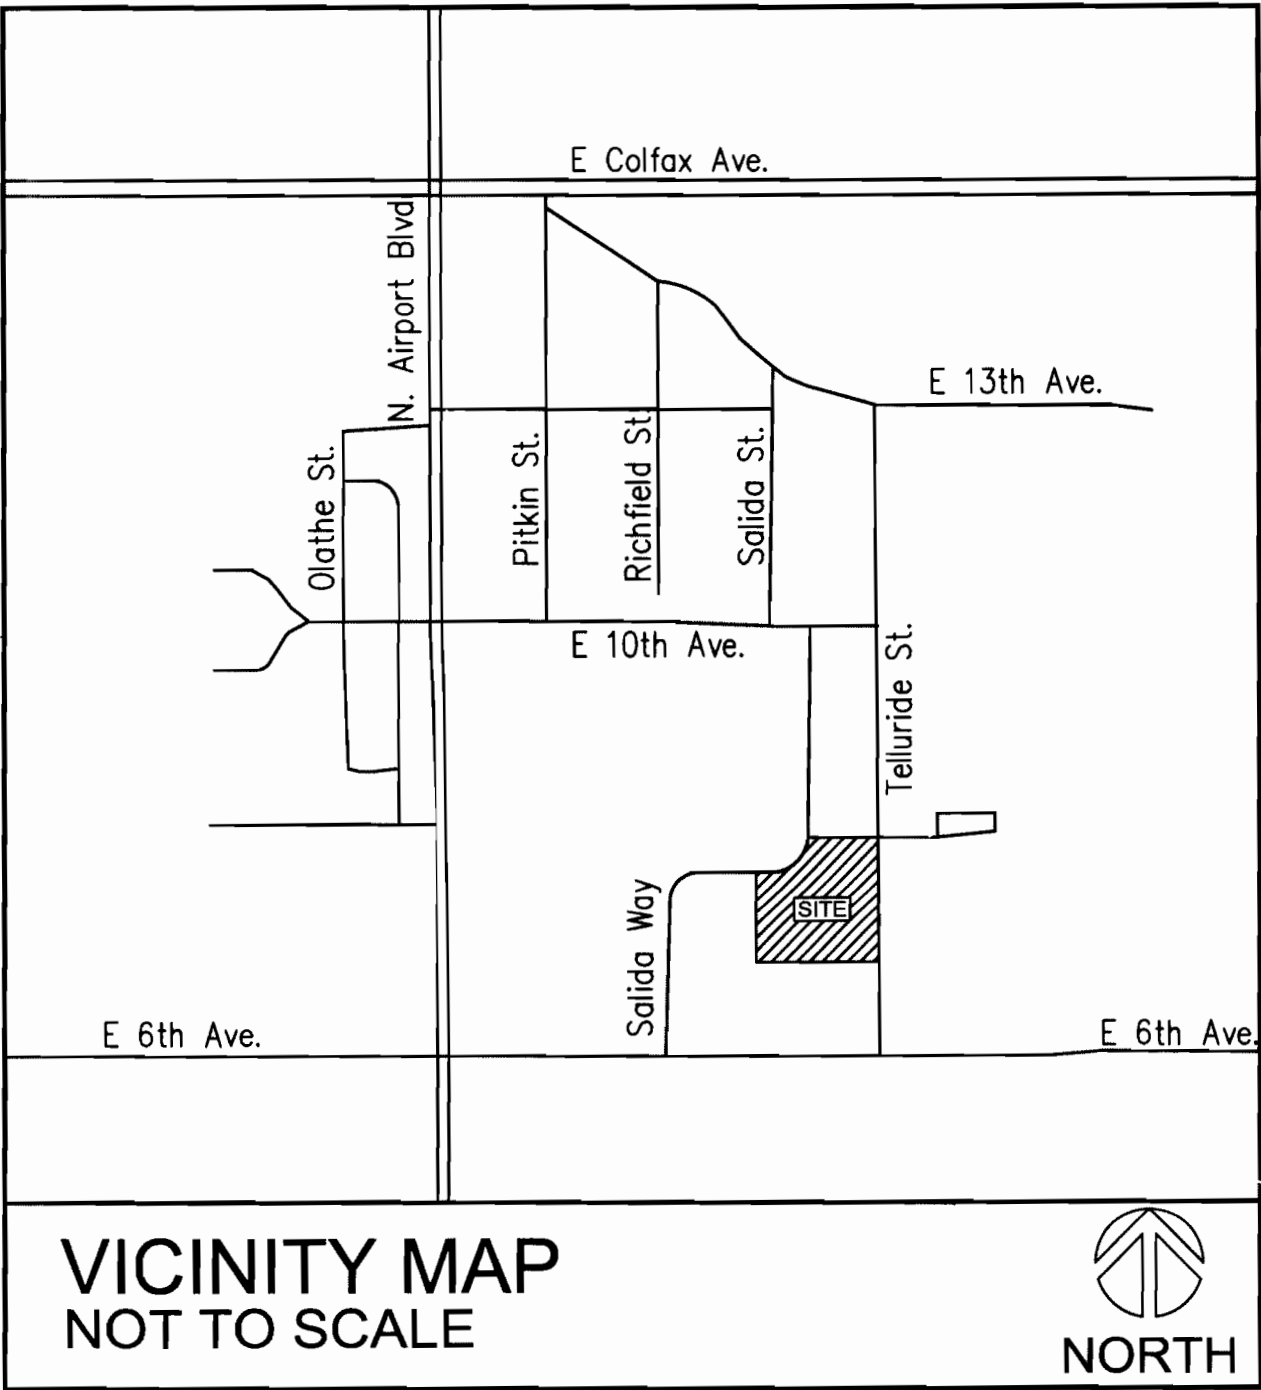 E Colfax Ave.
N. Airport Blvd
E 13th Ave.
Olathe St.
Pitkin St.
Richfield St.
Salida St.
E 10th Ave.
Telluride St.
SITE
Salida Way
E 6th Ave.
E 6th Ave.
VICINITY MAP
NOT TO SCALE
NORTH